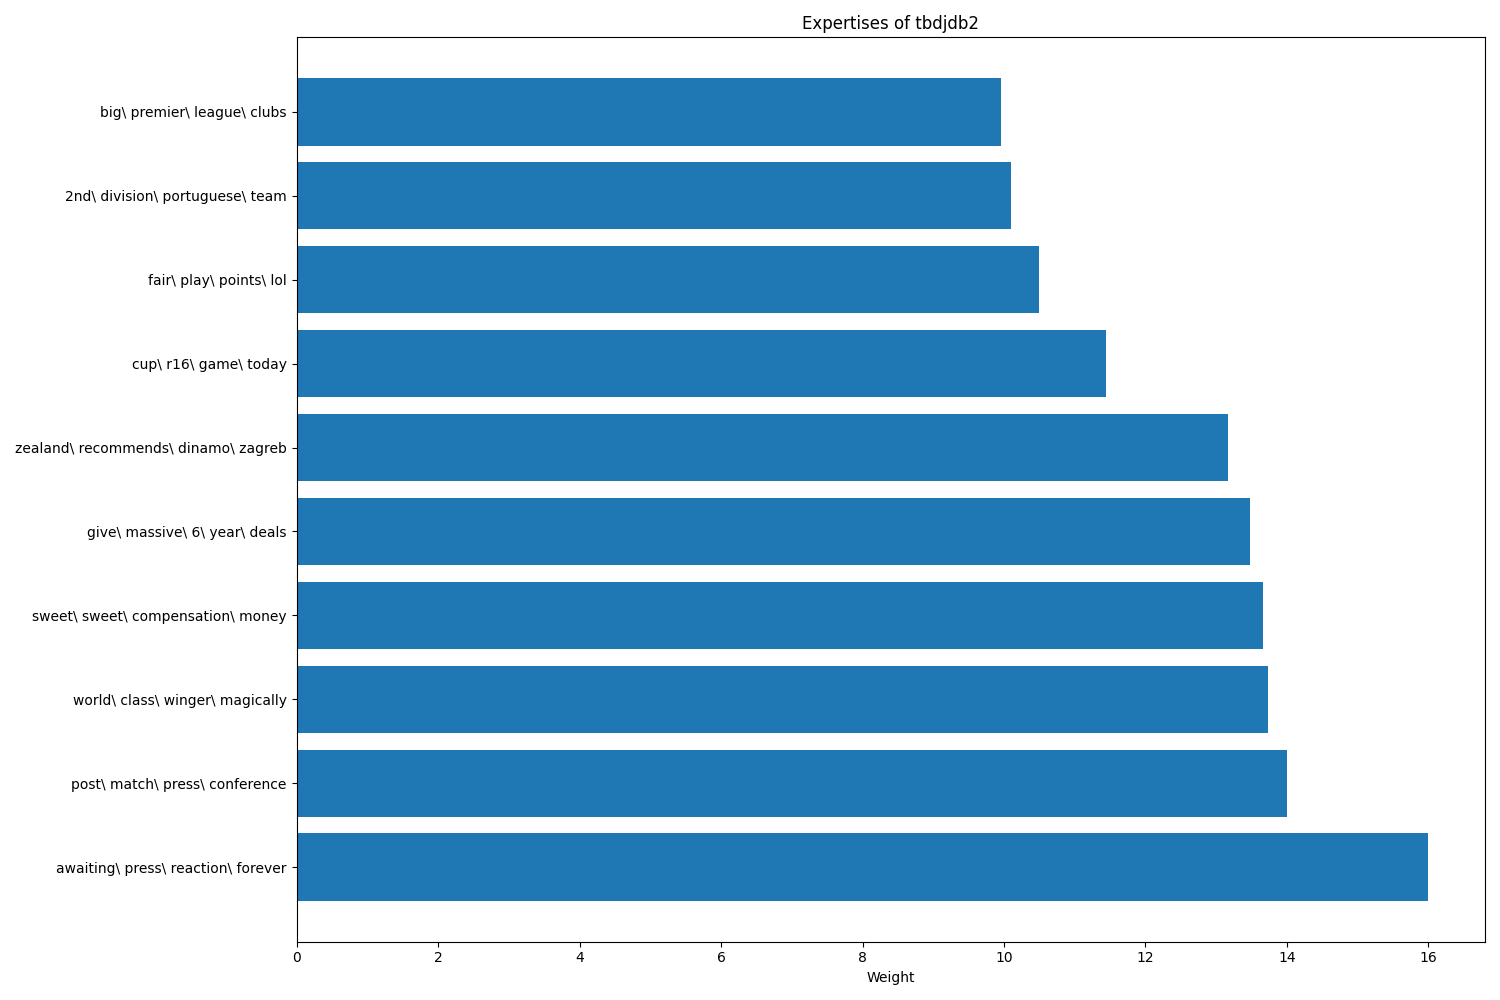 Expertises of tbdjdb2
big\ premier\ league\ clubs
2nd\ division\ portuguese\ team
fair\ play\ points\ lol
cup\ r16\ game\ today
zealand\ recommends\ dinamo\ zagreb
give\ massive\ 6\ year\ deals
sweet\ sweet\ compensation\ money
world\ class\ winger\ magically
post\ match\ press\ conference
awaiting\ press\ reaction\ forever
0 2 4 6 8 10 12 14 16
Weight